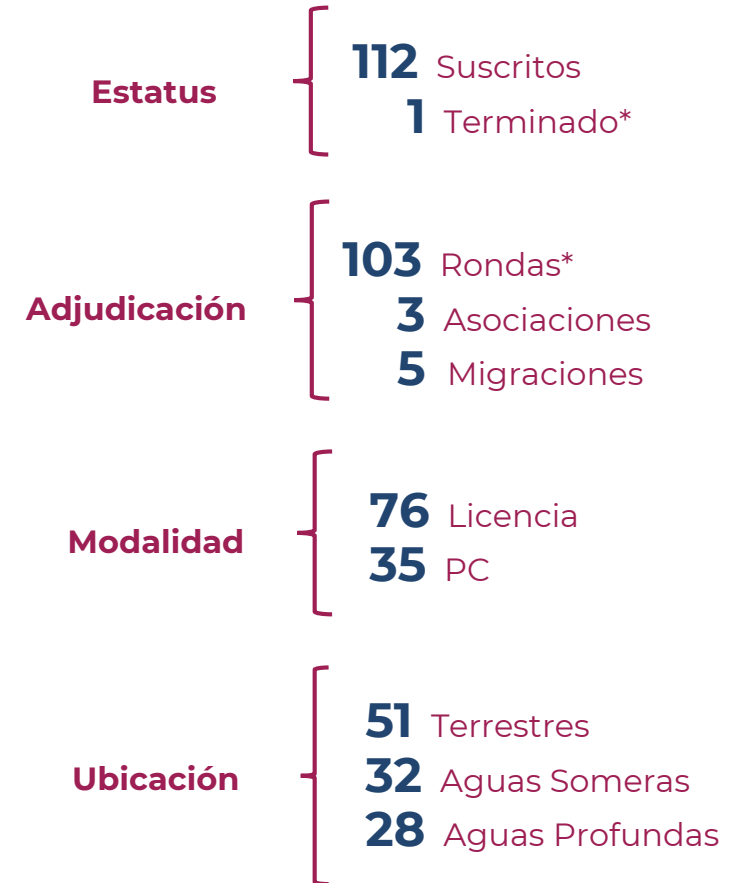 Estatus
112 Suscritos
1 Terminado*
Adjudicación
103 Rondas*
3 Asociaciones
5 Migraciones
Modalidad
76 Licencia
35 PC
Ubicación
51 Terrestres
32 Aguas Someras
28 Aguas Profundas